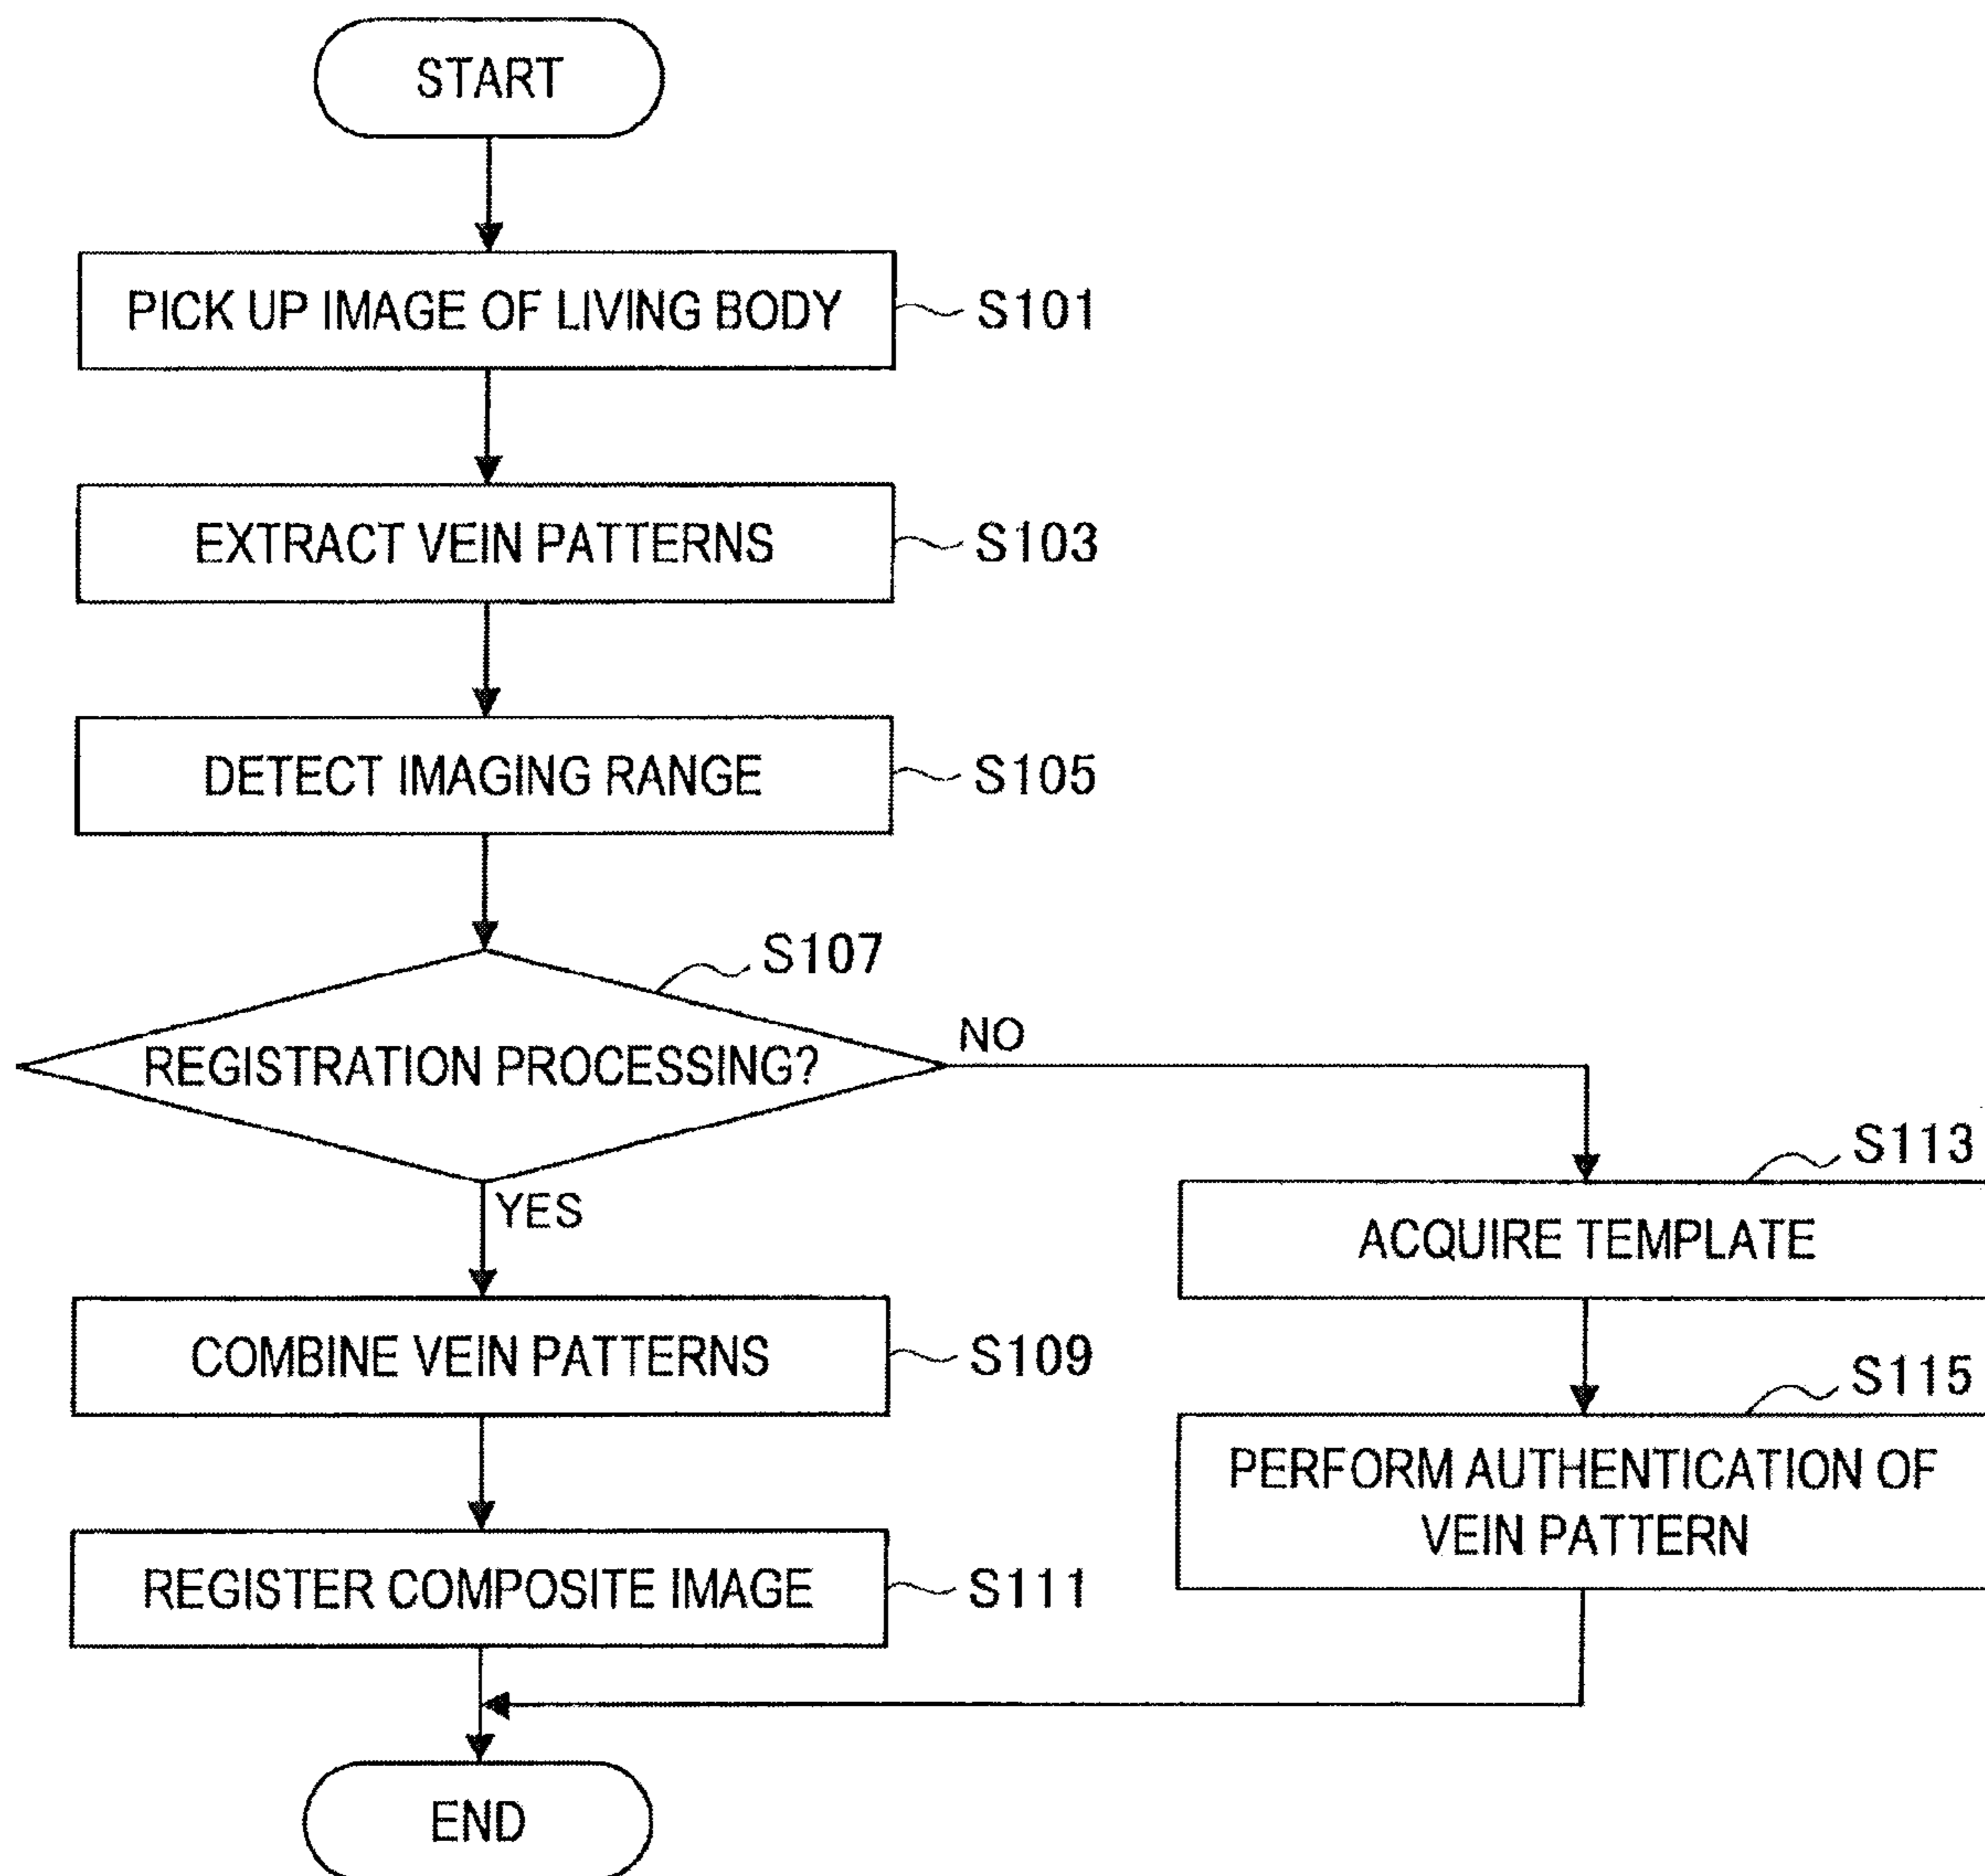 START
PICK UP IMAGE OF LIVING BODY
S101
EXTRACT VEIN PATTERNS
S103
DETECT IMAGING RANGE
S105
S107
REGISTRATION PROCESSING?
NO
YES
S113
ACQUIRE TEMPLATE
COMBINE VEIN PATTERNS
S109
S115
PERFORM AUTHENTICATION OF
VEIN PATTERN
REGISTER COMPOSITE IMAGE
S111
END